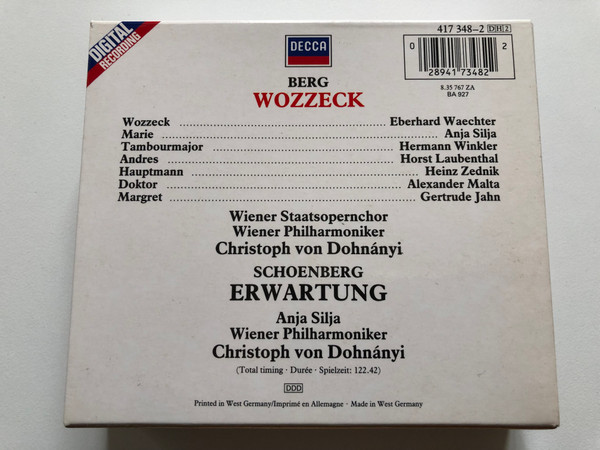 DIGITAL
RECORDING
DECCA
417 348-2 DH2
0 28941 73482 2
8.35 767 ZA
BA 927
BERG
WOZZECK
Wozzeck ........ Eberhard Waechter
Marie ........ Anja Silja
Tambourmajor ........ Hermann Winkler
Andres ........ Horst Laubenthal
Hauptmann ........ Heinz Zednik
Doktor ........ Alexander Malta
Margret ........ Gertrude Jahn
Wiener Staatsopernchor
Wiener Philharmoniker
Christoph von Dohnányi
SCHOENBERG
ERWARTUNG
Anja Silja
Wiener Philharmoniker
Christoph von Dohnányi
(Total timing · Durée · Spielzeit: 122.42)
DDD
Printed in West Germany/Imprimé en Allemagne - Made in West Germany